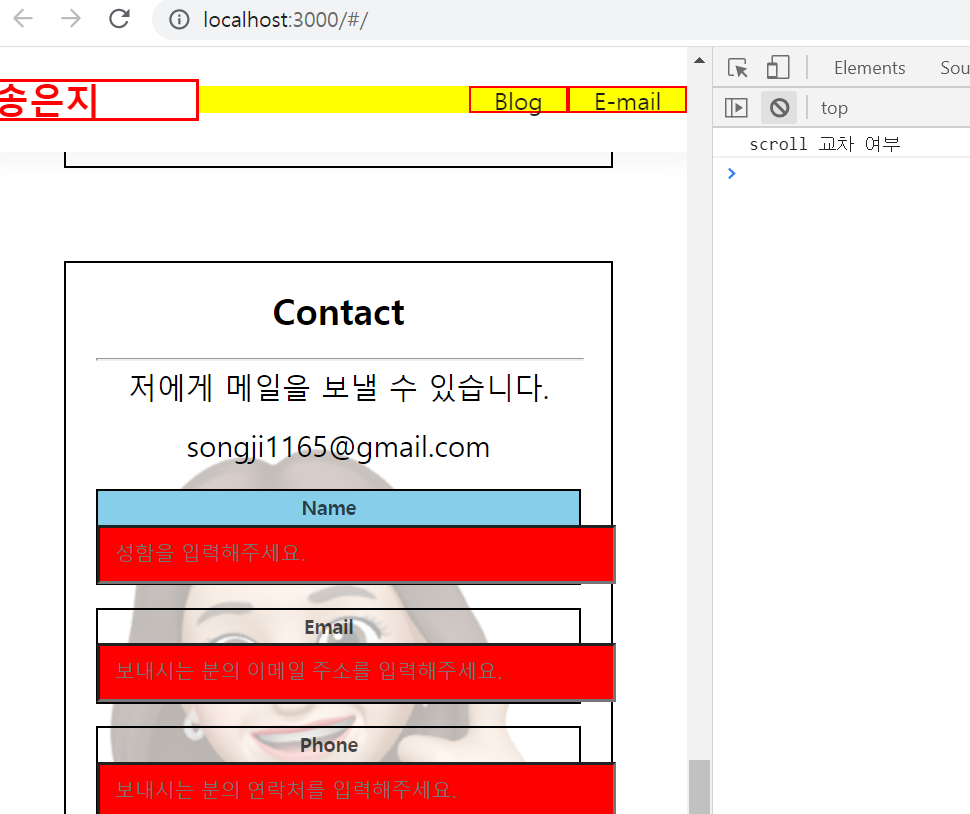 localhost:3000/#/
Elements
Sou
top
scroll 교차 여부
송은지
Blog
E-mail
Contact
저에게 메일을 보낼 수 있습니다.
songji1165@gmail.com
Name
성함을 입력해주세요.
Email
보내시는 분의 이메일 주소를 입력해주세요.
Phone
보내시는 분의 연락처를 입력해주세요.